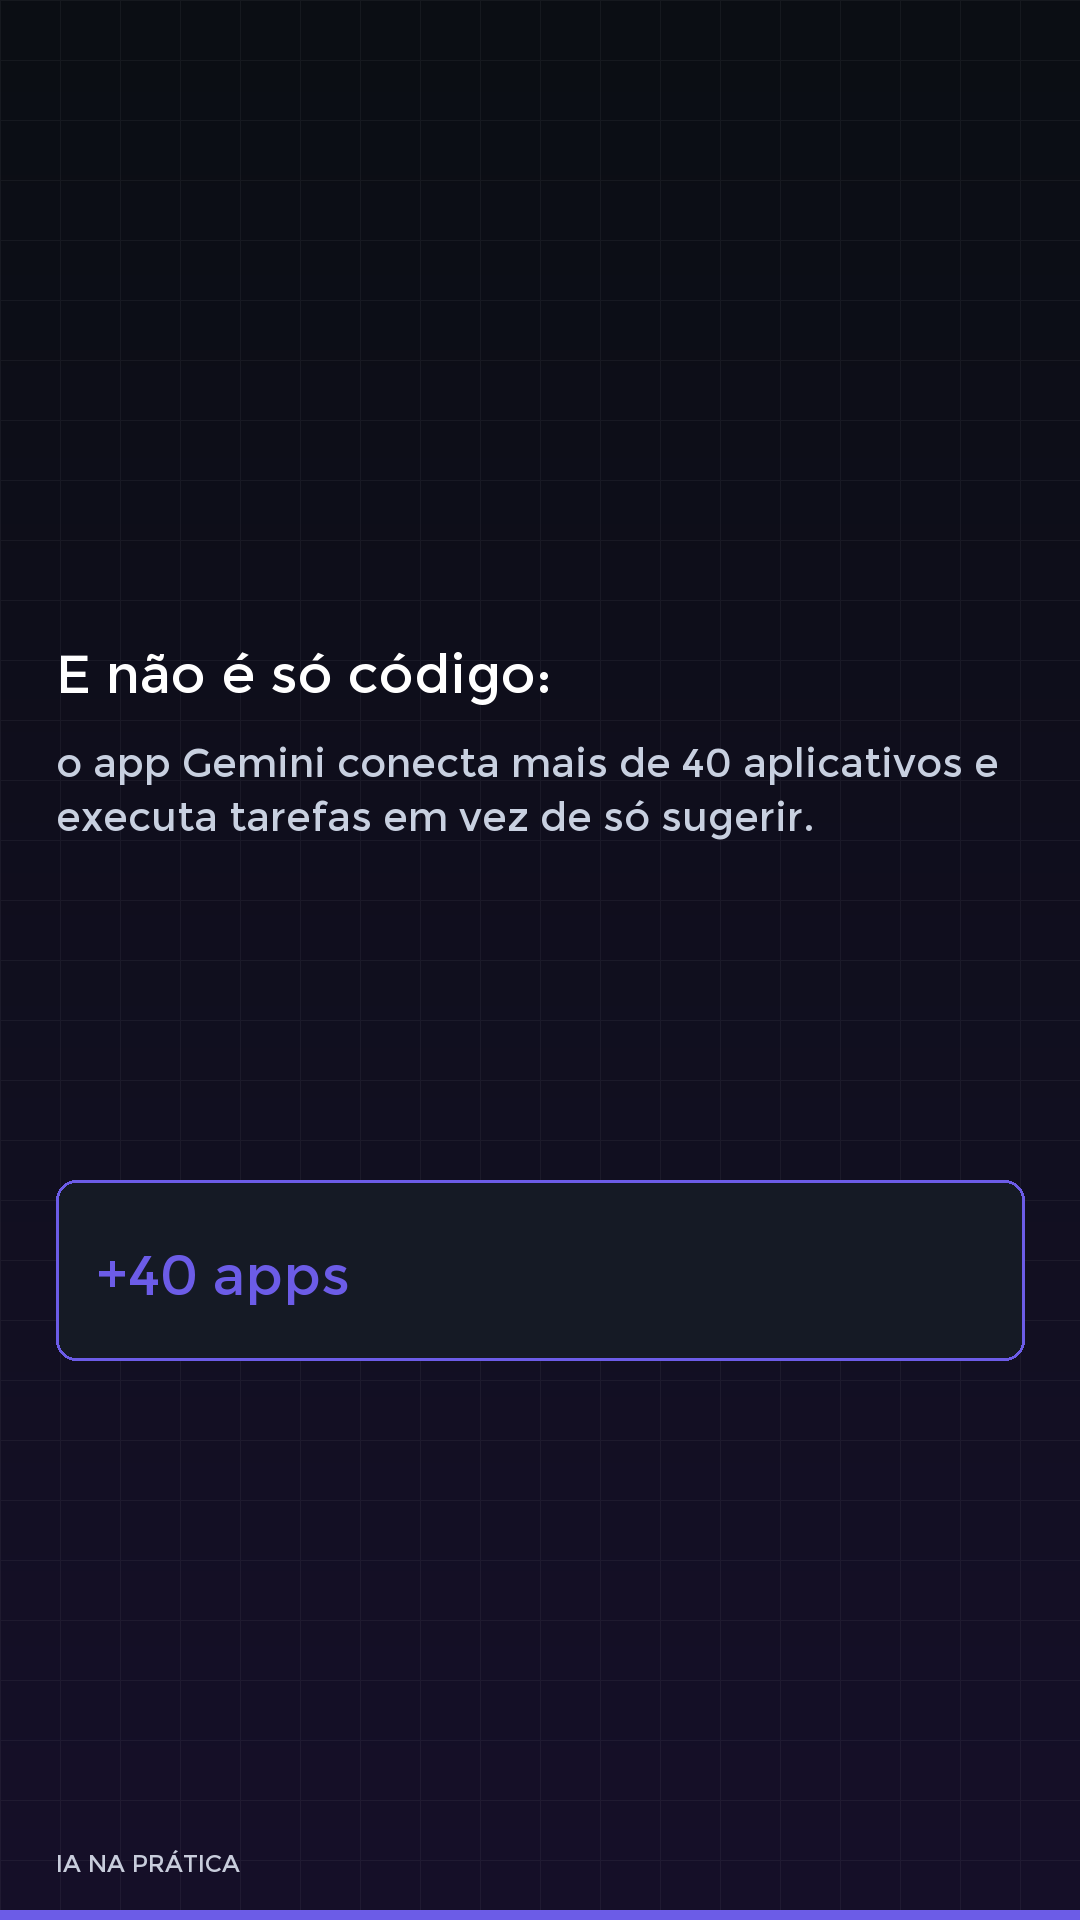 E não é só código:
o app Gemini conecta mais de 40 aplicativos e
executa tarefas em vez de só sugerir.
+40 apps
IA NA PRÁTICA